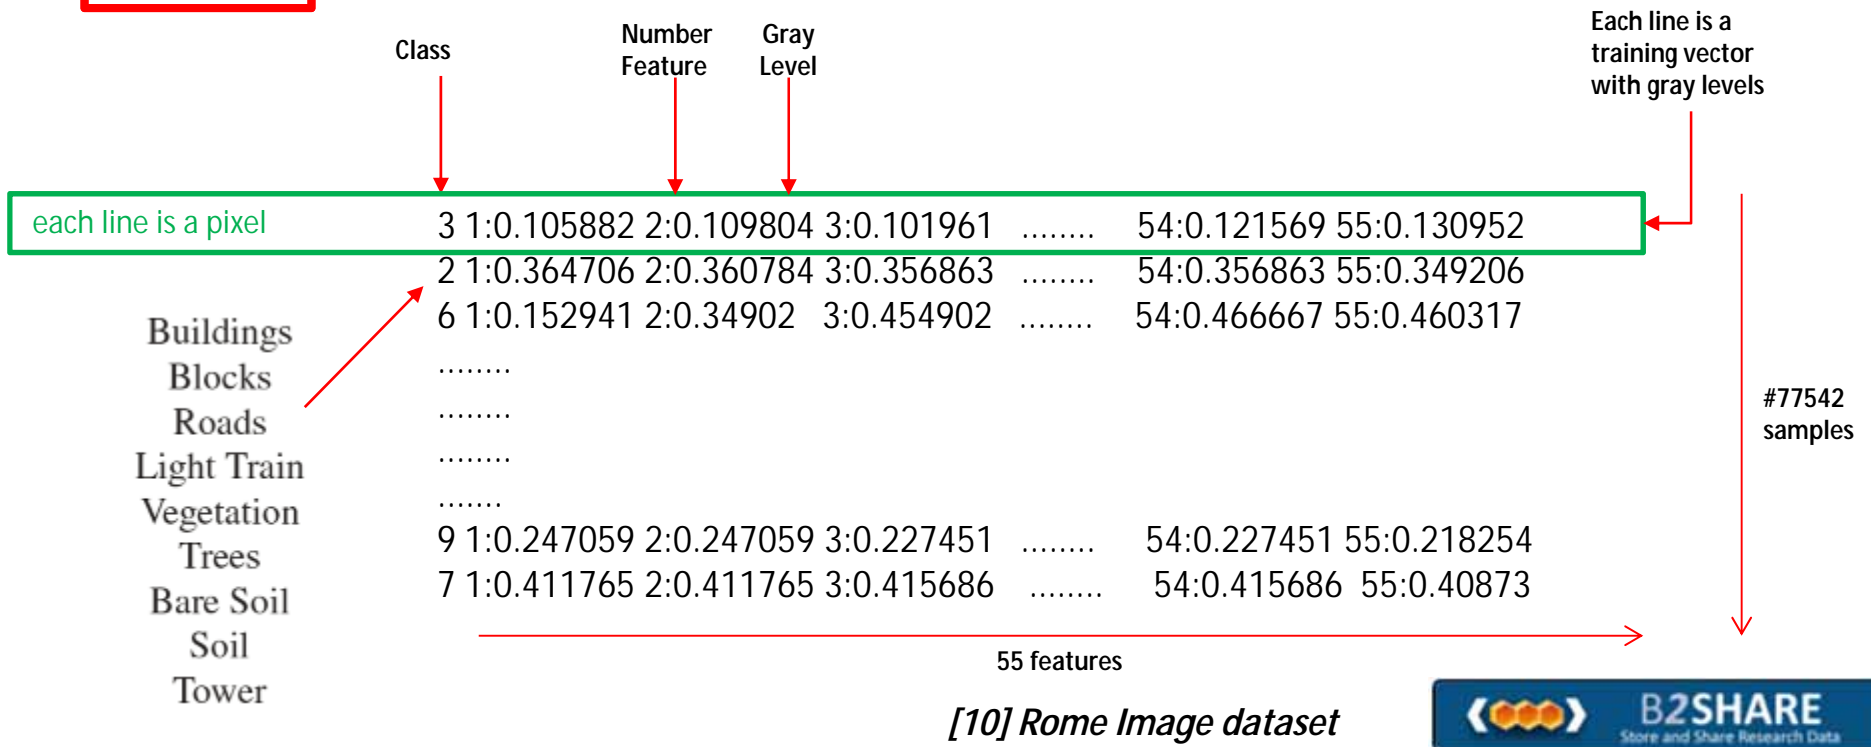 Class
Number
Feature
Gray
Level
Each line is a
training vector
with gray levels
each line is a pixel
3 1:0.105882 2:0.109804 3:0.101961 ........ 54:0.121569 55:0.130952
2 1:0.364706 2:0.360784 3:0.356863 ........ 54:0.356863 55:0.349206
6 1:0.152941 2:0.34902 3:0.454902 ........ 54:0.466667 55:0.460317
........
........
........
.......
9 1:0.247059 2:0.247059 3:0.227451 ........ 54:0.227451 55:0.218254
7 1:0.411765 2:0.411765 3:0.415686 ........ 54:0.415686 55:0.40873
Buildings
Blocks
Roads
Light Train
Vegetation
Trees
Bare Soil
Soil
Tower
#77542
samples
55 features
[10] Rome Image dataset
B2SHARE
Store and Share Research Data